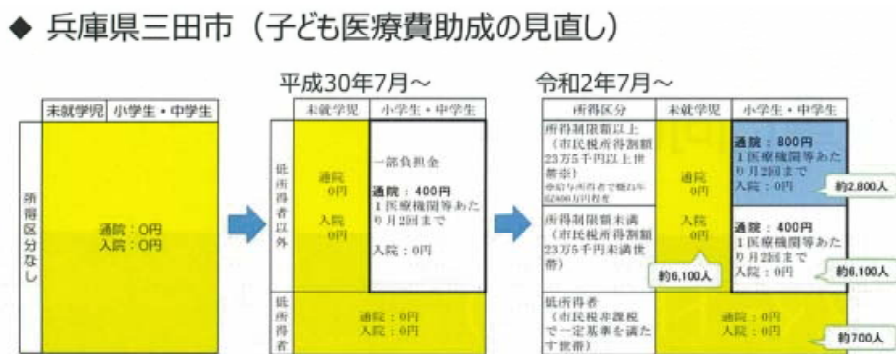 ◆ 兵庫県三田市（子ども医療費助成の見直し）
未就学児 小学生・中学生
所得区分なし
通院：0円
入院：0円
平成30年7月～
未就学児 小学生・中学生
低所得者以外
通院
0円
入院
0円
一部負担金
通院：400円
1医療機関等あた
り月2回まで
入院：0円
低所得者
通院：0円
入院：0円
令和2年7月～
所得区分 未就学児 小学生・中学生
所得制限額以上
（市民税所得割額
23万5千円以上世
帯※）
通院
0円
入院
0円
約6,100人
通院：800円
1医療機関等あた
り月2回まで
入院：0円
約2,800人
所得制限額未満
（市民税所得割額
23万5千円未満世
帯）
通院：400円
1医療機関等あた
り月2回まで
入院：0円
約6,100人
低所得者
（市民税非課税
で一定基準を満た
す世帯）
通院：0円
入院：0円
約700人